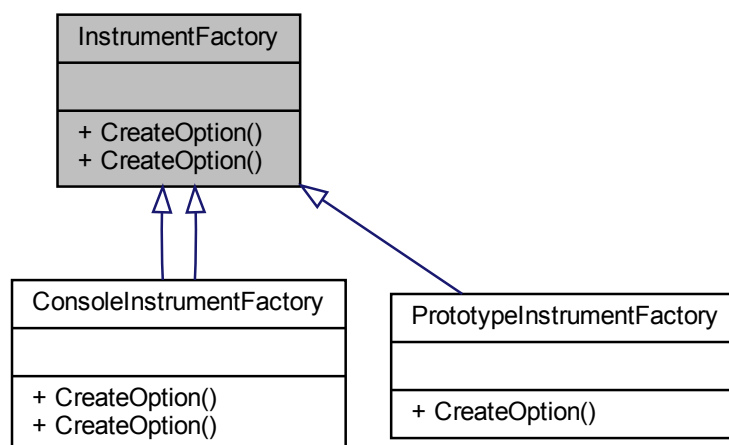 InstrumentFactory
+ CreateOption()
+ CreateOption()
ConsoleInstrumentFactory
+ CreateOption()
+ CreateOption()
PrototypeInstrumentFactory
+ CreateOption()